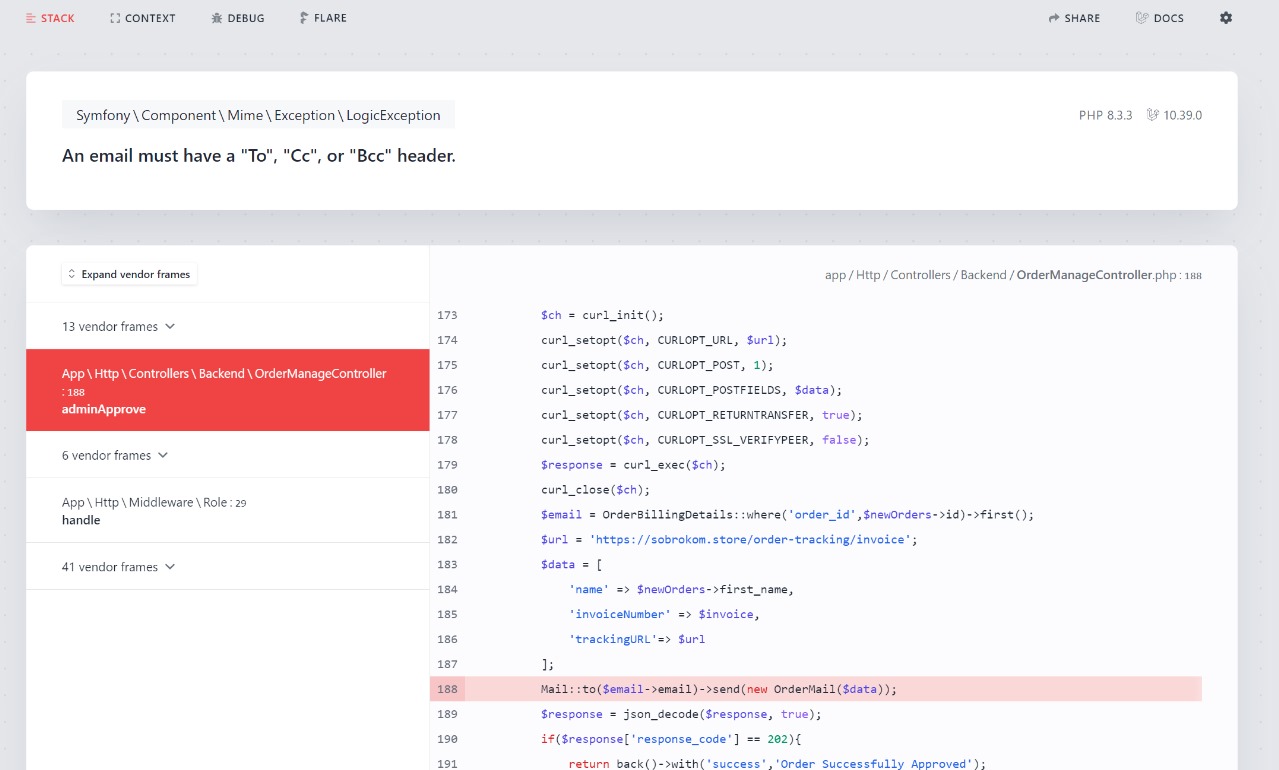 STACK CONTEXT DEBUG FLARE SHARE DOCS
Symfony \ Component \ Mime \ Exception \ LogicException
PHP 8.3.3 10.39.0
An email must have a "To", "Cc", or "Bcc" header.
Expand vendor frames
13 vendor frames
App \ Http \ Controllers \ Backend \ OrderManageController
: 188
adminApprove
6 vendor frames
App \ Http \ Middleware \ Role : 29
handle
41 vendor frames
app / Http / Controllers / Backend / OrderManageController.php : 188
173 $ch = curl_init();
174 curl_setopt($ch, CURLOPT_URL, $url);
175 curl_setopt($ch, CURLOPT_POST, 1);
176 curl_setopt($ch, CURLOPT_POSTFIELDS, $data);
177 curl_setopt($ch, CURLOPT_RETURNTRANSFER, true);
178 curl_setopt($ch, CURLOPT_SSL_VERIFYPEER, false);
179 $response = curl_exec($ch);
180 curl_close($ch);
181 $email = OrderBillingDetails::where('order_id',$newOrders->id)->first();
182 $url = 'https://sobrokom.store/order-tracking/invoice';
183 $data = [
184 'name' => $newOrders->first_name,
185 'invoiceNumber' => $invoice,
186 'trackingURL'=> $url
187 ];
188 Mail::to($email->email)->send(new OrderMail($data));
189 $response = json_decode($response, true);
190 if($response['response_code'] == 202){
191 return back()->with('success','Order Successfully Approved');